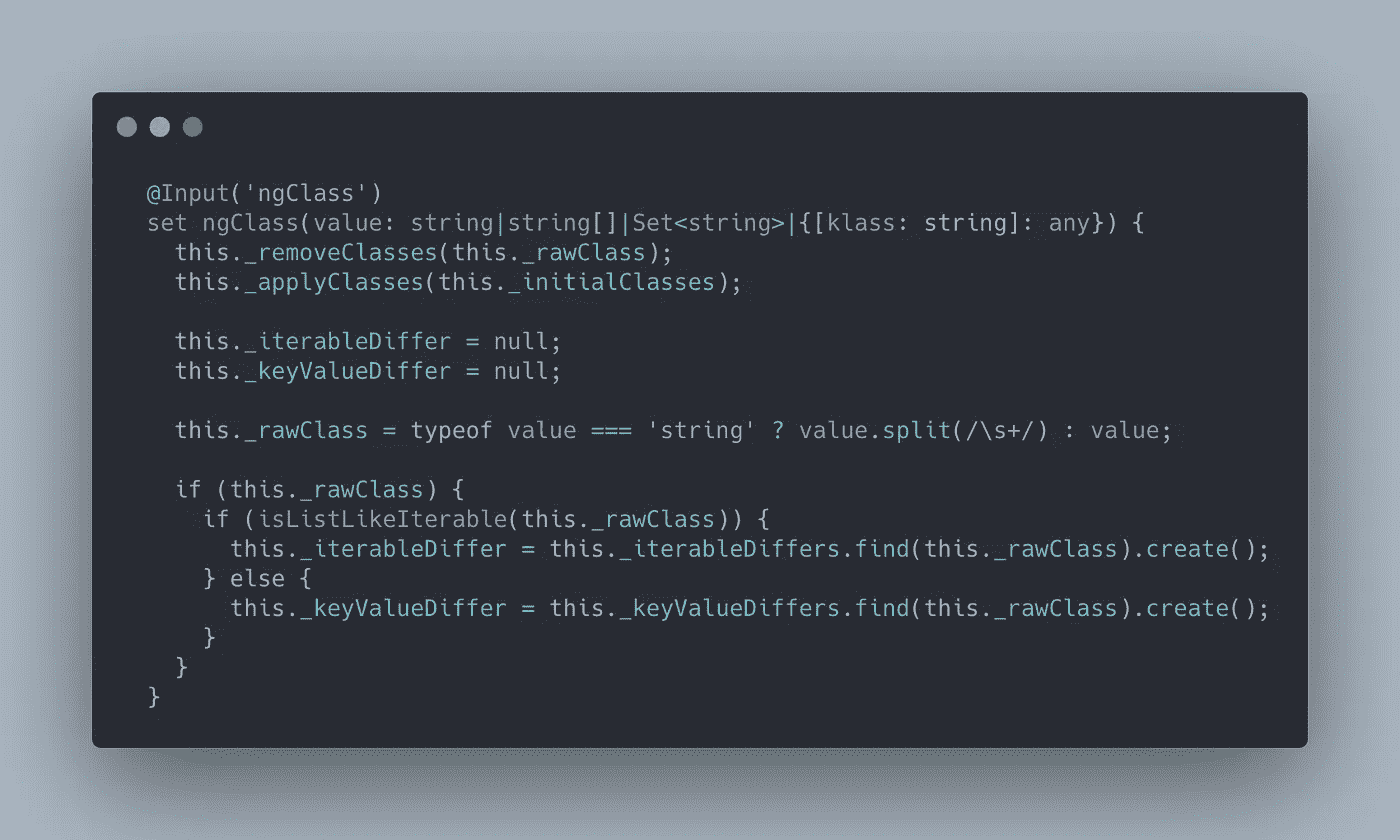 @Input('ngClass')
set ngClass(value: string|string[]|Set<string>|{[klass: string]: any}) {
  this._removeClasses(this._rawClass);
  this._applyClasses(this._initialClasses);

  this._iterableDiffer = null;
  this._keyValueDiffer = null;

  this._rawClass = typeof value === 'string' ? value.split(/\s+/) : value;

  if (this._rawClass) {
    if (isListLikeIterable(this._rawClass)) {
      this._iterableDiffer = this._iterableDiffers.find(this._rawClass).create();
    } else {
      this._keyValueDiffer = this._keyValueDiffers.find(this._rawClass).create();
    }
  }
}